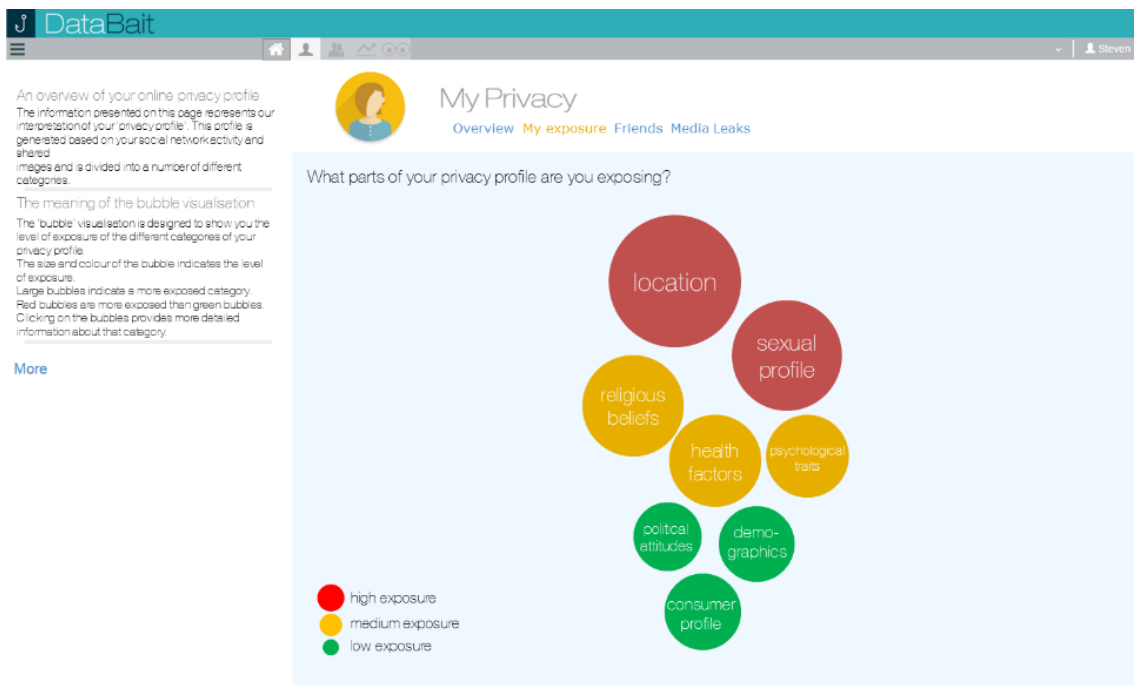 DataBait
Steven
An overview of your online privacy profile
The information presented on this page represents our
interpretation of your 'privacy profile'. This profile is
generated based on your social network activity and
shared
images and is divided into a number of different
categories.
The meaning of the bubble visualisation
The 'bubble' visualisation is designed to show you the
level of exposure of the different categores of your
privacy profile.
The size and colour of the bubble indicates the level
of exposure.
Large bubbles indicate a more exposed category.
Red bubbles are more exposed than green bubbles.
Clicking on the bubbles provides more detailed
information about that category.
More
My Privacy
Overview My exposure Friends Media Leaks
What parts of your privacy profile are you exposing?
location
sexual
profile
religious
beliefs
health
factors
psychological
traits
political
attitudes
demo-
graphics
consumer
profile
high exposure
medium exposure
low exposure